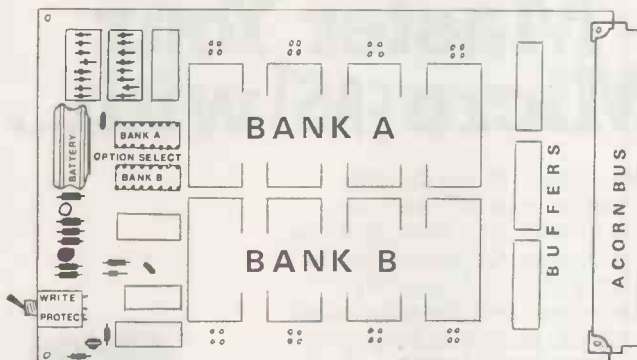 BANK A
OPTION SELECT
BANK B
BATTERY
WRITE
PROTECT
BANK A
BANK B
BUFFERS
ACORN BUS